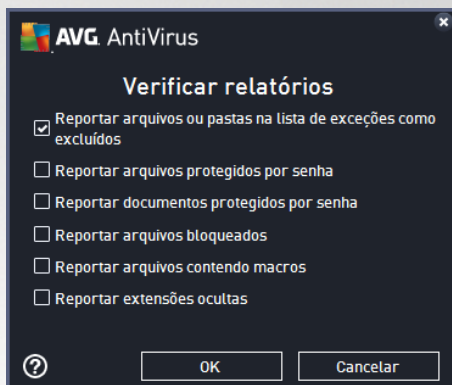 AVG AntiVirus
Verificar relatórios
Reportar arquivos ou pastas na lista de exceções como
excluídos
Reportar arquivos protegidos por senha
Reportar documentos protegidos por senha
Reportar arquivos bloqueados
Reportar arquivos contendo macros
Reportar extensões ocultas
?
OK
Cancelar